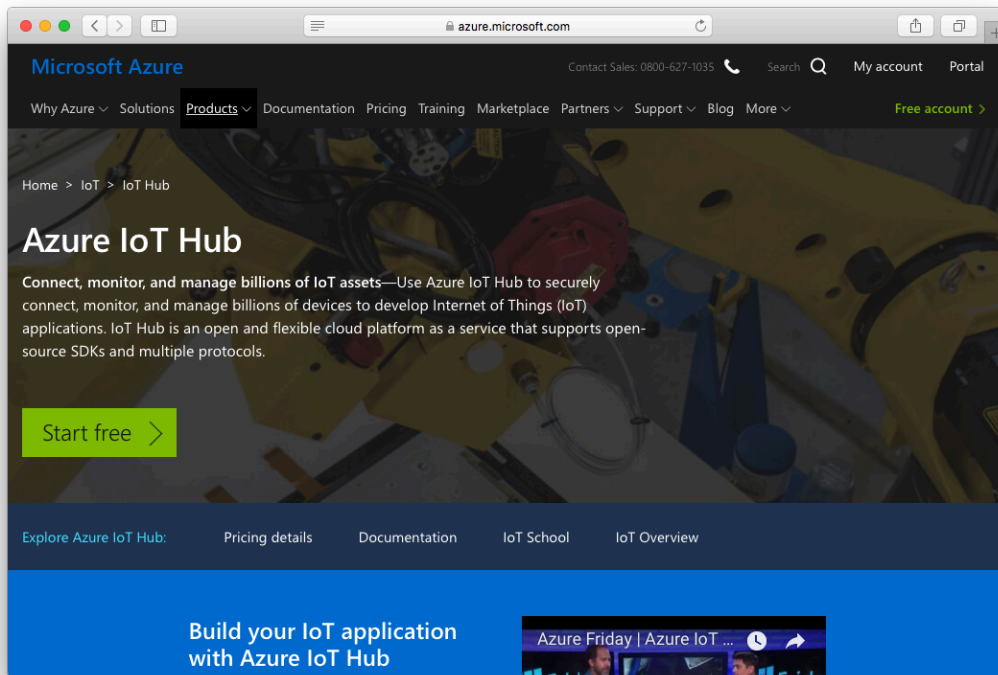 azure.microsoft.com
Microsoft Azure
Contact Sales: 0800-627-1035
Search
My account
Portal
Why Azure
Solutions
Products
Documentation
Pricing
Training
Marketplace
Partners
Support
Blog
More
Free account
Home > IoT > IoT Hub
Azure IoT Hub
Connect, monitor, and manage billions of IoT assets—Use Azure IoT Hub to securely
connect, monitor, and manage billions of devices to develop Internet of Things (IoT)
applications. IoT Hub is an open and flexible cloud platform as a service that supports open-
source SDKs and multiple protocols.
Start free
Explore Azure IoT Hub:
Pricing details
Documentation
IoT School
IoT Overview
Build your IoT application
with Azure IoT Hub
Azure Friday | Azure IoT ...